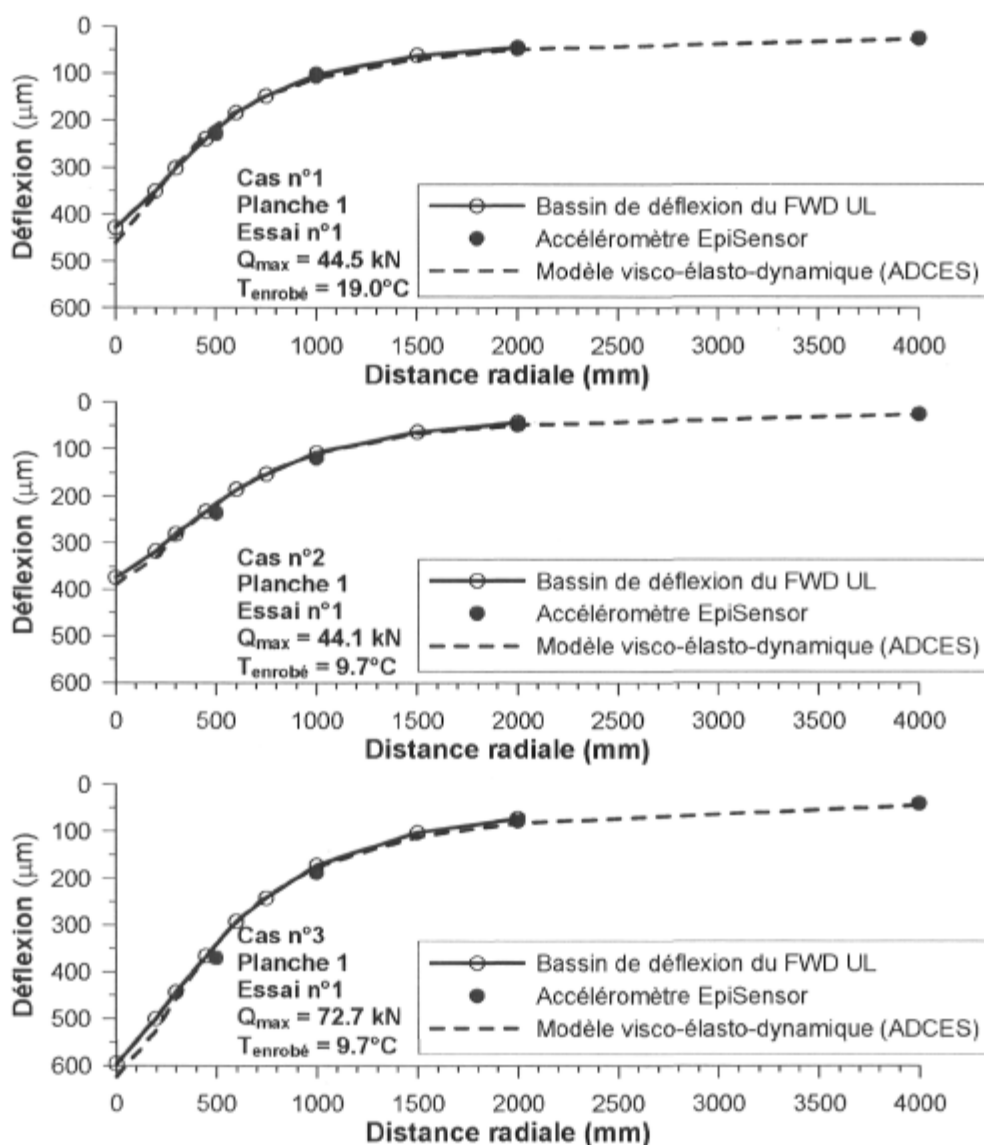 0
100
200
300
400
500
600
Déflexion (μm)
Cas n°1
Planche 1
Essai n°1
Qmax = 44.5 kN
Tenrobé = 19.0°C
Bassin de déflexion du FWD UL
Accéléromètre EpiSensor
Modèle visco-élasto-dynamique (ADCES)
0 500 1000 1500 2000 2500 3000 3500 4000
Distance radiale (mm)
0
100
200
300
400
500
600
Déflexion (μm)
Cas n°2
Planche 1
Essai n°1
Qmax = 44.1 kN
Tenrobé = 9.7°C
Bassin de déflexion du FWD UL
Accéléromètre EpiSensor
Modèle visco-élasto-dynamique (ADCES)
0 500 1000 1500 2000 2500 3000 3500 4000
Distance radiale (mm)
0
100
200
300
400
500
600
Déflexion (μm)
Cas n°3
Planche 1
Essai n°1
Qmax = 72.7 kN
Tenrobé = 9.7°C
Bassin de déflexion du FWD UL
Accéléromètre EpiSensor
Modèle visco-élasto-dynamique (ADCES)
0 500 1000 1500 2000 2500 3000 3500 4000
Distance radiale (mm)